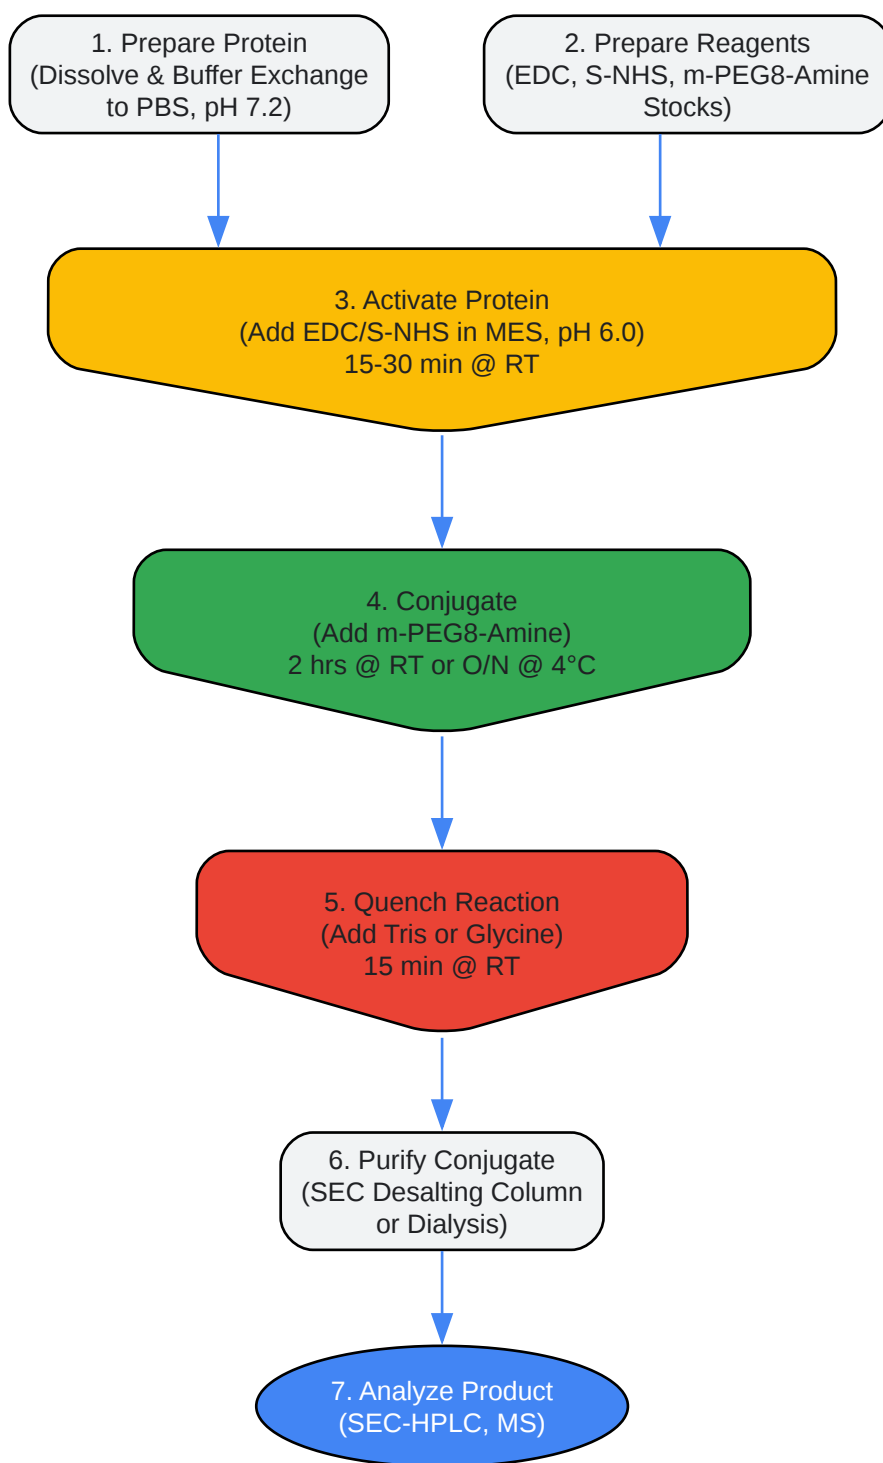 1. Prepare Protein
(Dissolve & Buffer Exchange
to PBS, pH 7.2)
2. Prepare Reagents
(EDC, S-NHS, m-PEG8-Amine
Stocks)
3. Activate Protein
(Add EDC/S-NHS in MES, pH 6.0)
15-30 min @ RT
4. Conjugate
(Add m-PEG8-Amine)
2 hrs @ RT or O/N @ 4°C
5. Quench Reaction
(Add Tris or Glycine)
15 min @ RT
6. Purify Conjugate
(SEC Desalting Column
or Dialysis)
7. Analyze Product
(SEC-HPLC, MS)